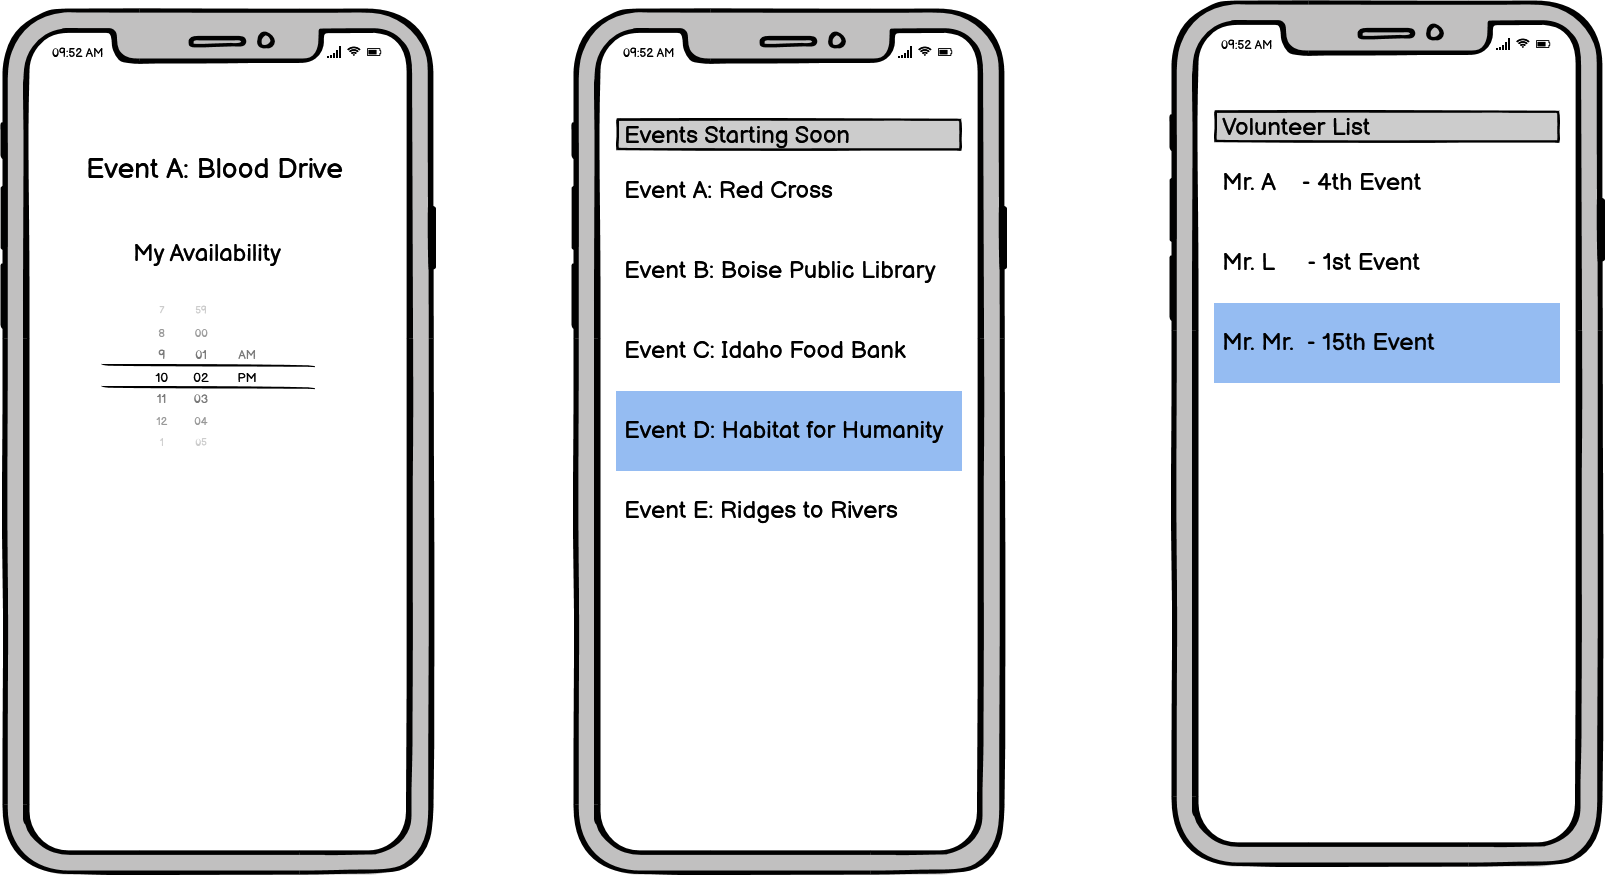 09:52 AM
Event A: Blood Drive
My Availability
7 59
8 00
9 01 AM
10 02 PM
11 03
12 04
1 05
09:52 AM
Events Starting Soon
Event A: Red Cross
Event B: Boise Public Library
Event C: Idaho Food Bank
Event D: Habitat for Humanity
Event E: Ridges to Rivers
09:52 AM
Volunteer List
Mr. A - 4th Event
Mr. L - 1st Event
Mr. Mr. - 15th Event